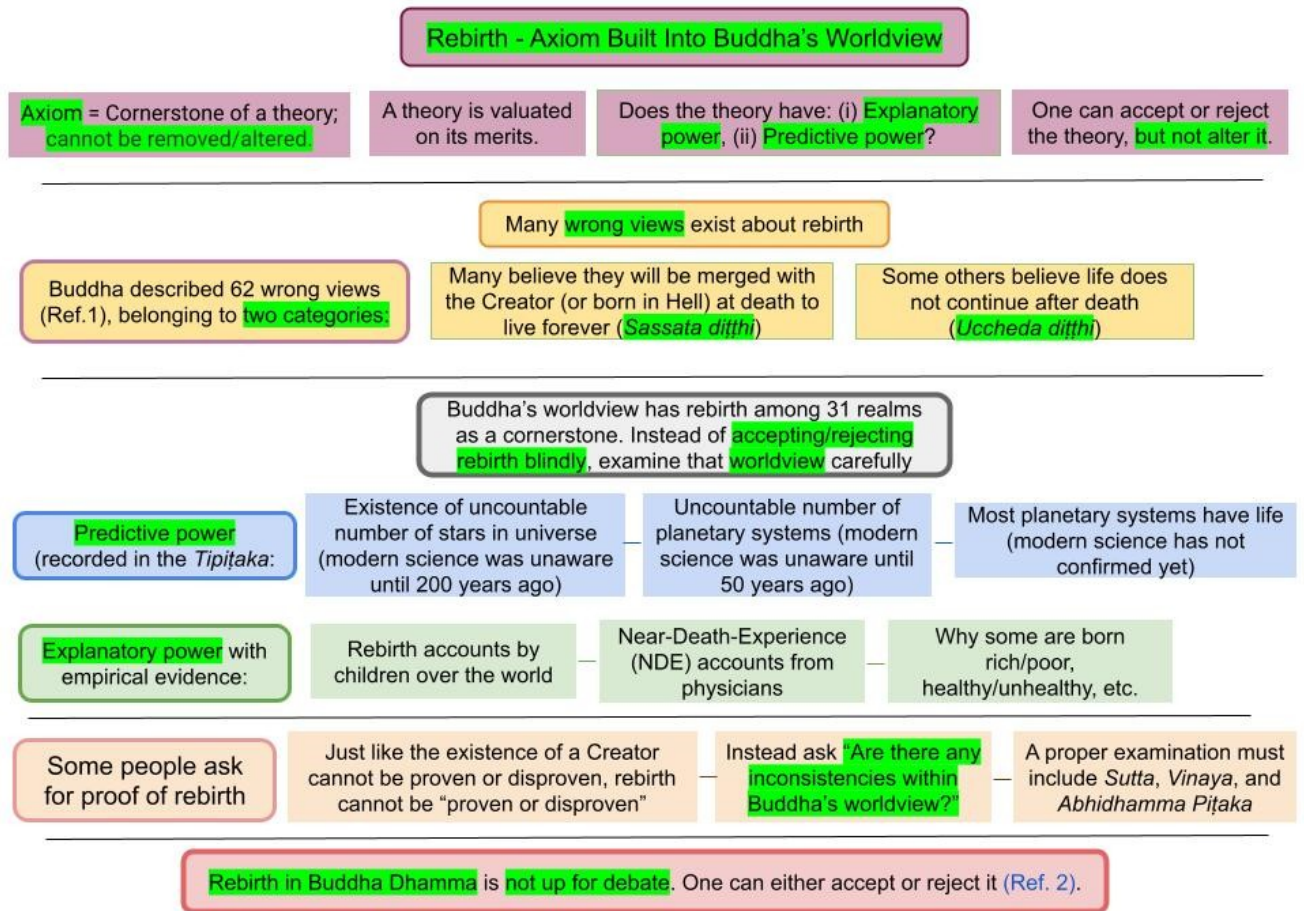 Rebirth - Axiom Built Into Buddha's Worldview
Axiom = Cornerstone of a theory;
cannot be removed/altered.
A theory is valuated
on its merits.
Does the theory have: (i) Explanatory
power, (ii) Predictive power?
One can accept or reject
the theory, but not alter it.
Many wrong views exist about rebirth
Buddha described 62 wrong views
(Ref.1), belonging to two categories:
Many believe they will be merged with
the Creator (or born in Hell) at death to
live forever (Sassata diṭṭhi)
Some others believe life does
not continue after death
(Uccheda diṭṭhi)
Buddha's worldview has rebirth among 31 realms
as a cornerstone. Instead of accepting/rejecting
rebirth blindly, examine that worldview carefully
Predictive power
(recorded in the Tipiṭaka:
Existence of uncountable
number of stars in universe
(modern science was unaware
until 200 years ago)
Uncountable number of
planetary systems (modern
science was unaware until
50 years ago)
Most planetary systems have life
(modern science has not
confirmed yet)
Explanatory power with
empirical evidence:
Rebirth accounts by
children over the world
Near-Death-Experience
(NDE) accounts from
physicians
Why some are born
rich/poor,
healthy/unhealthy, etc.
Some people ask
for proof of rebirth
Just like the existence of a Creator
cannot be proven or disproven, rebirth
cannot be "proven or disproven"
Instead ask "Are there any
inconsistencies within
Buddha's worldview?"
A proper examination must
include Sutta, Vinaya, and
Abhidhamma Piṭaka
Rebirth in Buddha Dhamma is not up for debate. One can either accept or reject it (Ref. 2).